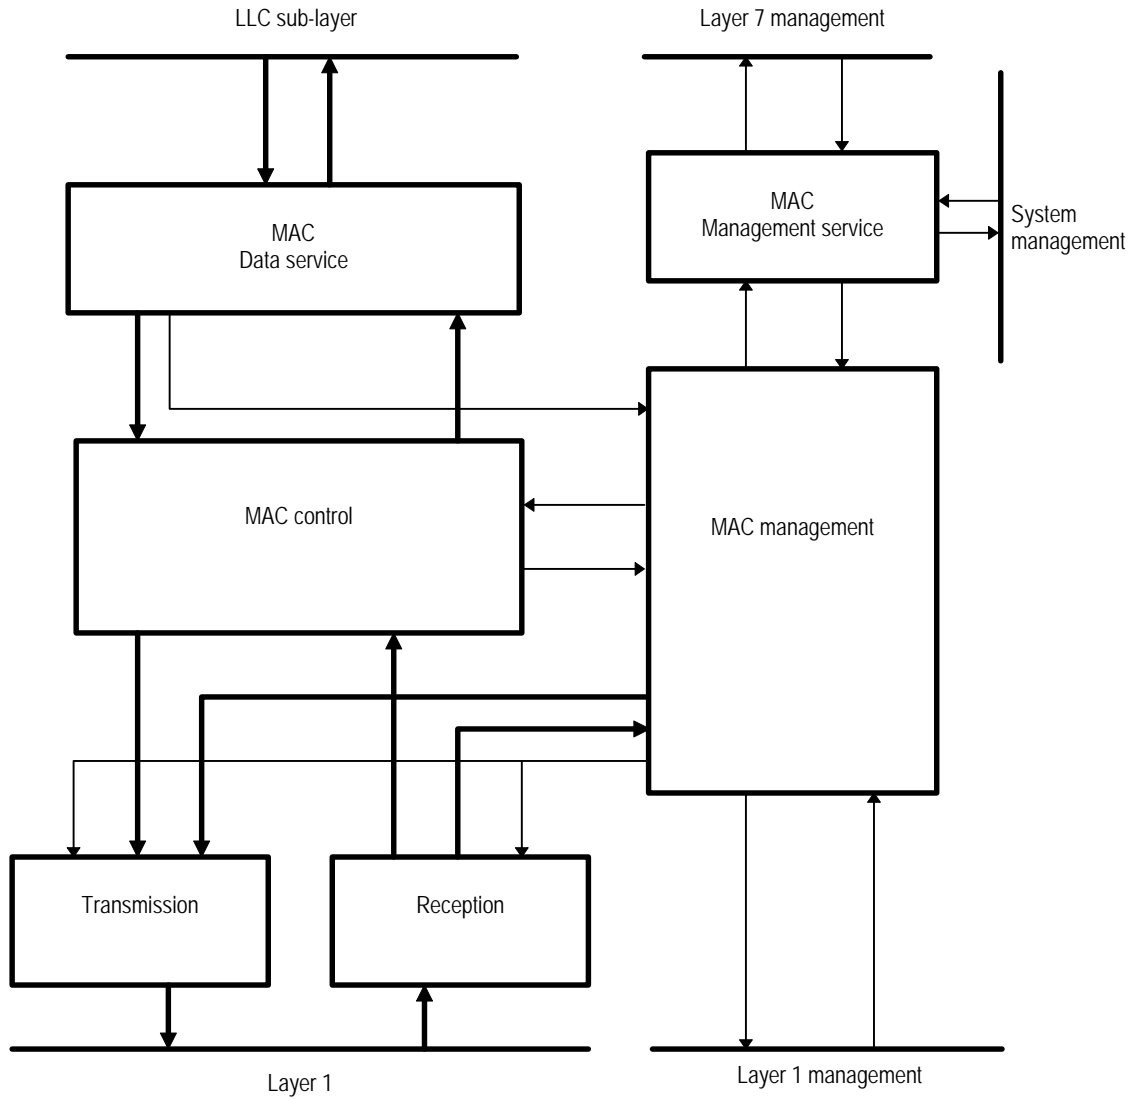 LLC sub-layer
Layer 7 management
MAC
Data service
MAC
Management service
System
management
MAC control
MAC management
Transmission
Reception
Layer 1
Layer 1 management